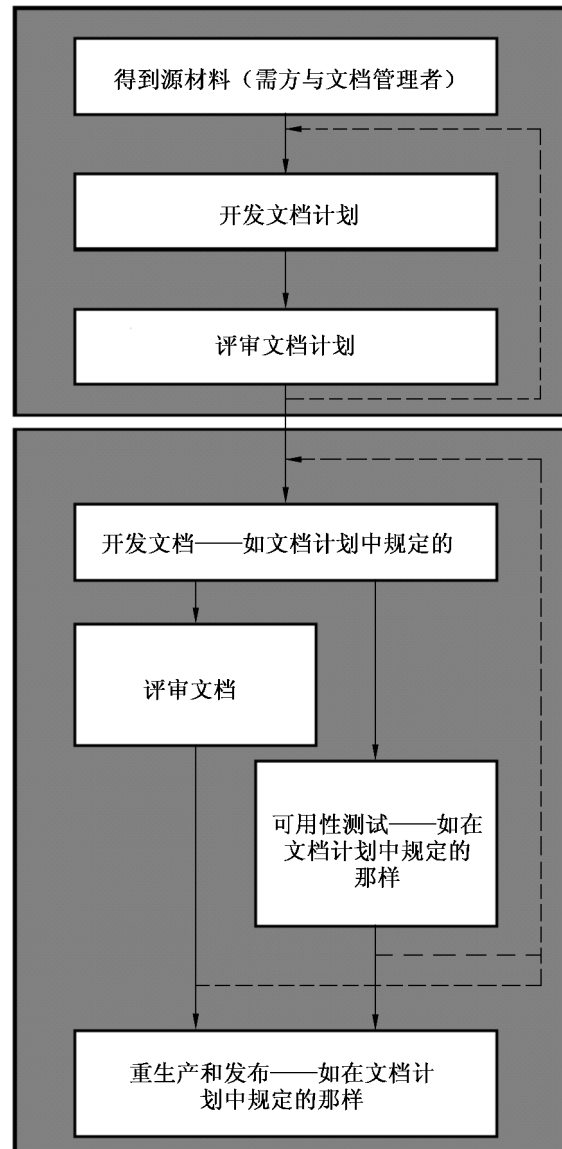 得到源材料（需方与文档管理者）
开发文档计划
评审文档计划
开发文档——如文档计划中规定的
评审文档
可用性测试——如在
文档计划中规定的
那样
重生产和发布——如在文档计
划中规定的那样